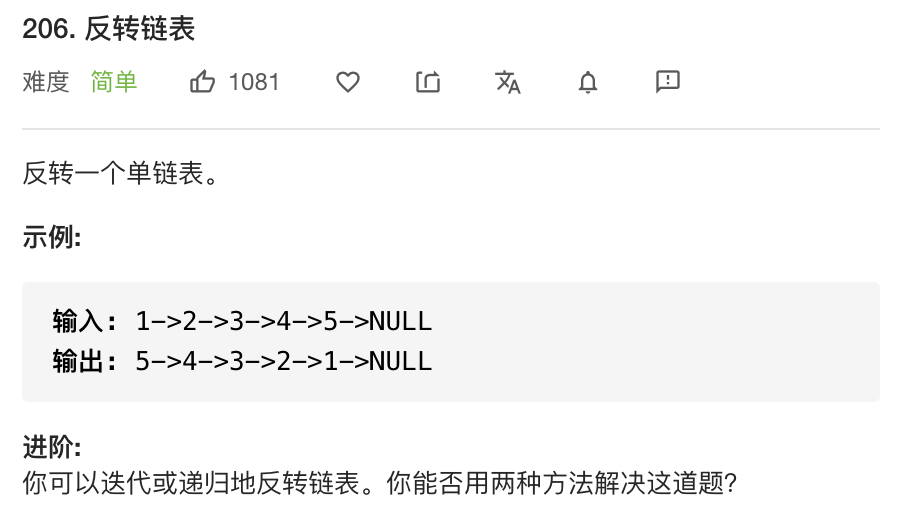 206. 反转链表
难度 简单 1081
反转一个单链表。
示例:
输入: 1->2->3->4->5->NULL
输出: 5->4->3->2->1->NULL
进阶:
你可以迭代或递归地反转链表。你能否用两种方法解决这道题?